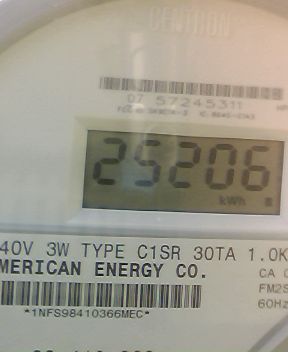 CENTRON
07 57245311
25206
kWh
40V 3W TYPE C1SR 30TA 1.0K
MERICAN ENERGY CO.
CA 0
FM2S
60Hz
*1NFS98410366MEC*